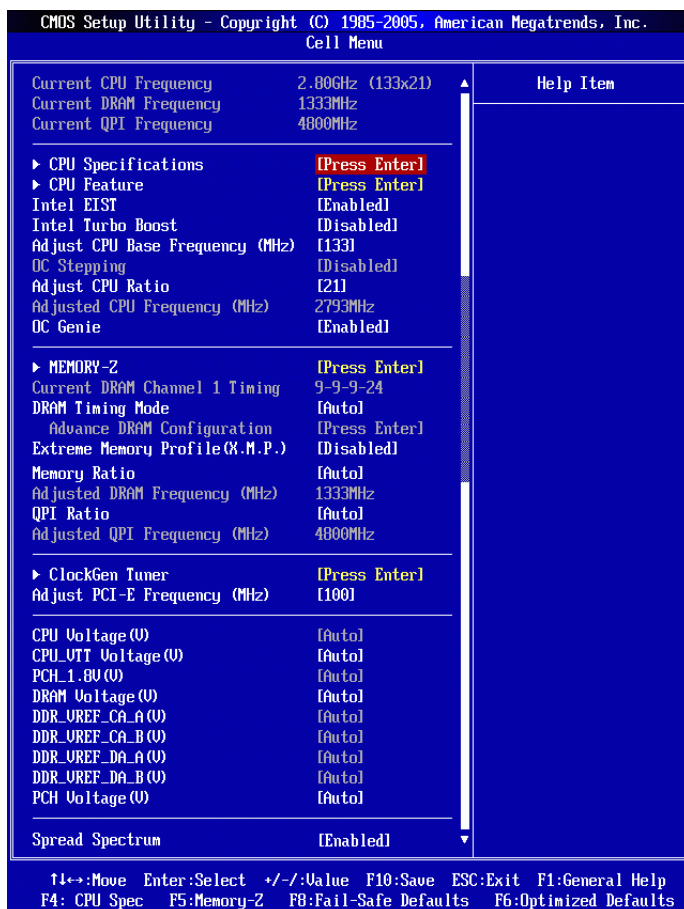 CMOS Setup Utility - Copyright (C) 1985-2005, American Megatrends, Inc.
Cell Menu
Help Item
Current CPU Frequency 2.80GHz (133x21)
Current DRAM Frequency 1333MHz
Current QPI Frequency 4800MHz
▶ CPU Specifications [Press Enter]
▶ CPU Feature [Press Enter]
Intel EIST [Enabled]
Intel Turbo Boost [Disabled]
Adjust CPU Base Frequency (MHz) [133]
OC Stepping [Disabled]
Adjust CPU Ratio [21]
Adjusted CPU Frequency (MHz) 2793MHz
OC Genie [Enabled]
▶ MEMORY-Z [Press Enter]
Current DRAM Channel 1 Timing 9-9-9-24
DRAM Timing Mode [Auto]
Advance DRAM Configuration [Press Enter]
Extreme Memory Profile(X.M.P.) [Disabled]
Memory Ratio [Auto]
Adjusted DRAM Frequency (MHz) 1333MHz
QPI Ratio [Auto]
Adjusted QPI Frequency (MHz) 4800MHz
▶ ClockGen Tuner [Press Enter]
Adjust PCI-E Frequency (MHz) [100]
CPU Voltage(V) [Auto]
CPU_VTT Voltage(V) [Auto]
PCH_1.8V(V) [Auto]
DRAM Voltage(V) [Auto]
DDR_VREF_CA_A(V) [Auto]
DDR_VREF_CA_B(V) [Auto]
DDR_VREF_DA_A(V) [Auto]
DDR_VREF_DA_B(V) [Auto]
PCH Voltage(V) [Auto]
Spread Spectrum [Enabled]
↑↓↔:Move Enter:Select +/-/:Value F10:Save ESC:Exit F1:General Help
F4: CPU Spec F5:Memory-Z F8:Fail-Safe Defaults F6:Optimized Defaults